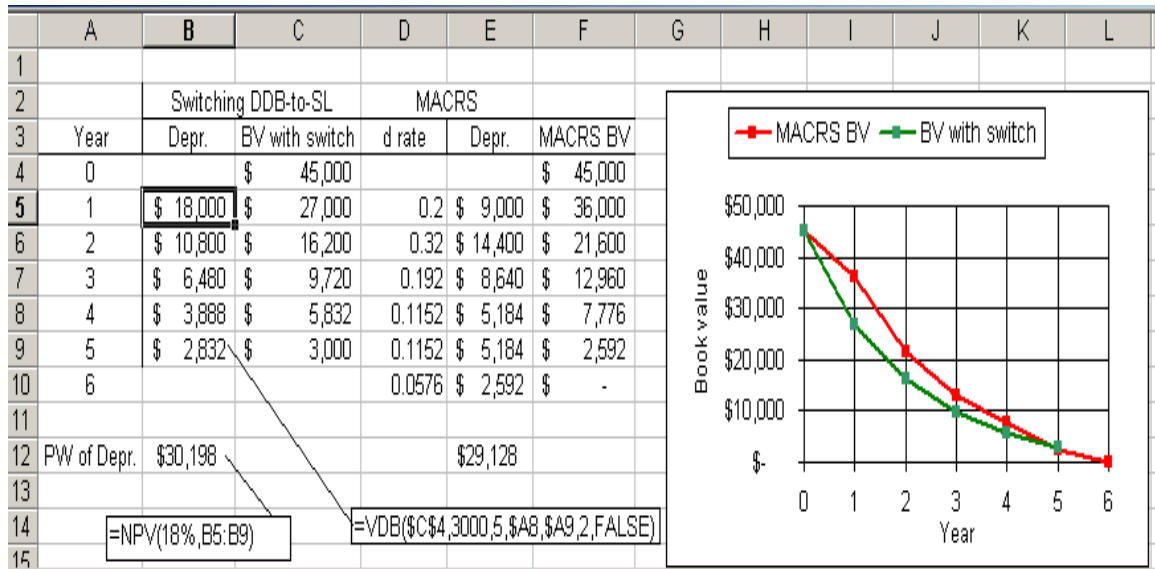 A B C D E F G H I J K L
1
2 Switching DDB-to-SL MACRS
3 Year Depr. BV with switch d rate Depr. MACRS BV
4 0 $ 45,000 $ 45,000
5 1 $ 18,000 $ 27,000 0.2 $ 9,000 $ 36,000
6 2 $ 10,800 $ 16,200 0.32 $ 14,400 $ 21,600
7 3 $ 6,480 $ 9,720 0.192 $ 8,640 $ 12,960
8 4 $ 3,888 $ 5,832 0.1152 $ 5,184 $ 7,776
9 5 $ 2,832 $ 3,000 0.1152 $ 5,184 $ 2,592
10 6 0.0576 $ 2,592 $ -
11
12 PW of Depr. $30,198 $29,128
13
14 =NPV(18%,B5:B9) =VDB($C$4,3000,5,$A8,$A9,2,FALSE)
15
MACRS BV BV with switch
$50,000
$40,000
$30,000
$20,000
$10,000
$-
Book value
0 1 2 3 4 5 6
Year